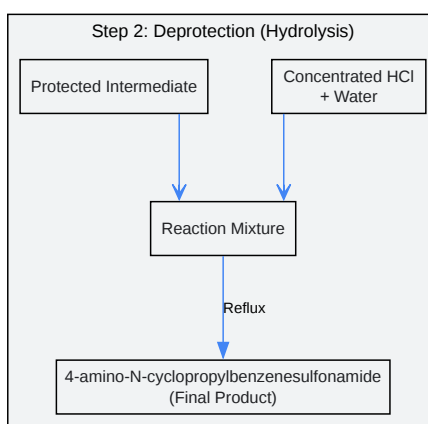 Step 2: Deprotection (Hydrolysis)
Protected Intermediate
Concentrated HCl
+ Water
Reaction Mixture
Reflux
4-amino-N-cyclopropylbenzenesulfonamide
(Final Product)